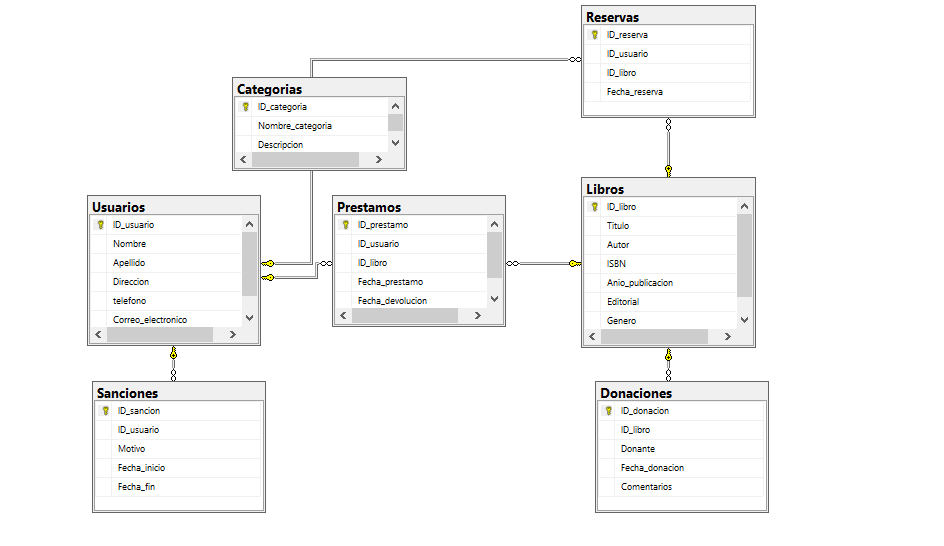 Reservas
ID_reserva
ID_usuario
ID_libro
Fecha_reserva
Categorias
ID_categoria
Nombre_categoria
Descripcion
Usuarios
ID_usuario
Nombre
Apellido
Direccion
telefono
Correo_electronico
Prestamos
ID_prestamo
ID_usuario
ID_libro
Fecha_prestamo
Fecha_devolucion
Libros
ID_libro
Titulo
Autor
ISBN
Anio_publicacion
Editorial
Genero
Sanciones
ID_sancion
ID_usuario
Motivo
Fecha_inicio
Fecha_fin
Donaciones
ID_donacion
ID_libro
Donante
Fecha_donacion
Comentarios